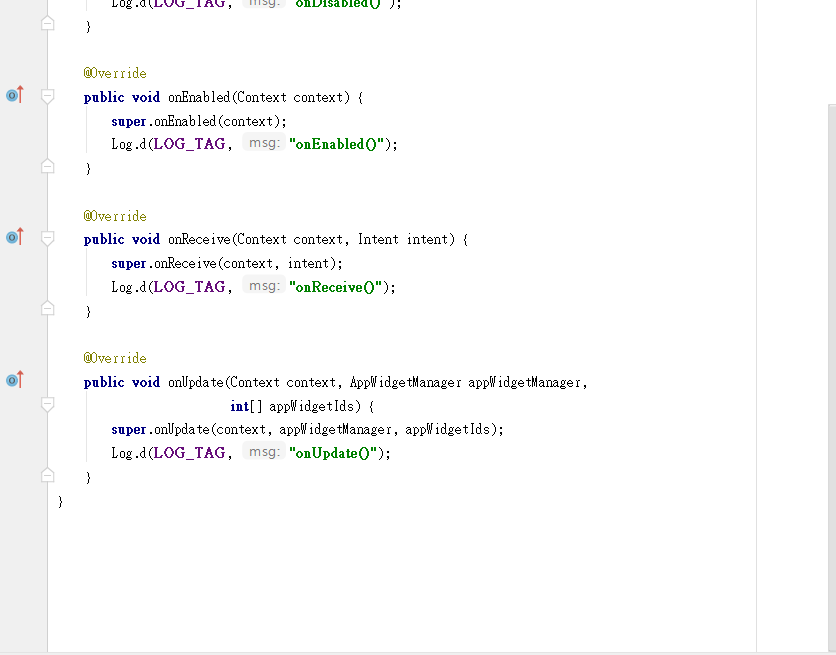 Log.d(LOG_TAG, msg: "onDisabled()");
}
@Override
public void onEnabled(Context context) {
super.onEnabled(context);
Log.d(LOG_TAG, msg: "onEnabled()");
}
@Override
public void onReceive(Context context, Intent intent) {
super.onReceive(context, intent);
Log.d(LOG_TAG, msg: "onReceive()");
}
@Override
public void onUpdate(Context context, AppWidgetManager appWidgetManager,
int[] appWidgetIds) {
super.onUpdate(context, appWidgetManager, appWidgetIds);
Log.d(LOG_TAG, msg: "onUpdate()");
}
}